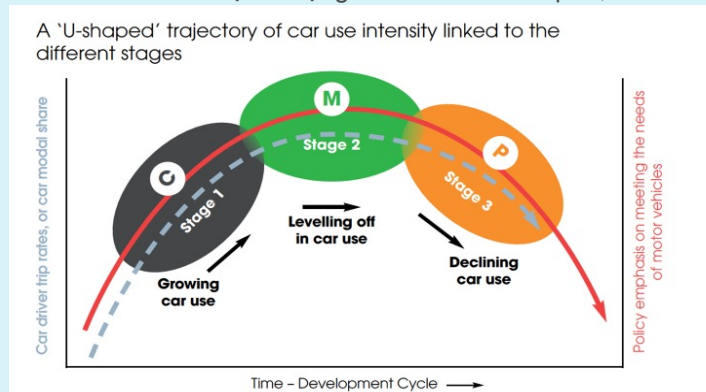 A ‘U-shaped’ trajectory of car use intensity linked to the
different stages
Car driver trip rates, or car modal share
C
Stage 1
M
Stage 2
P
Stage 3
Growing
car use
Levelling off
in car use
Declining
car use
Policy emphasis on meeting the needs
of motor vehicles
Time – Development Cycle